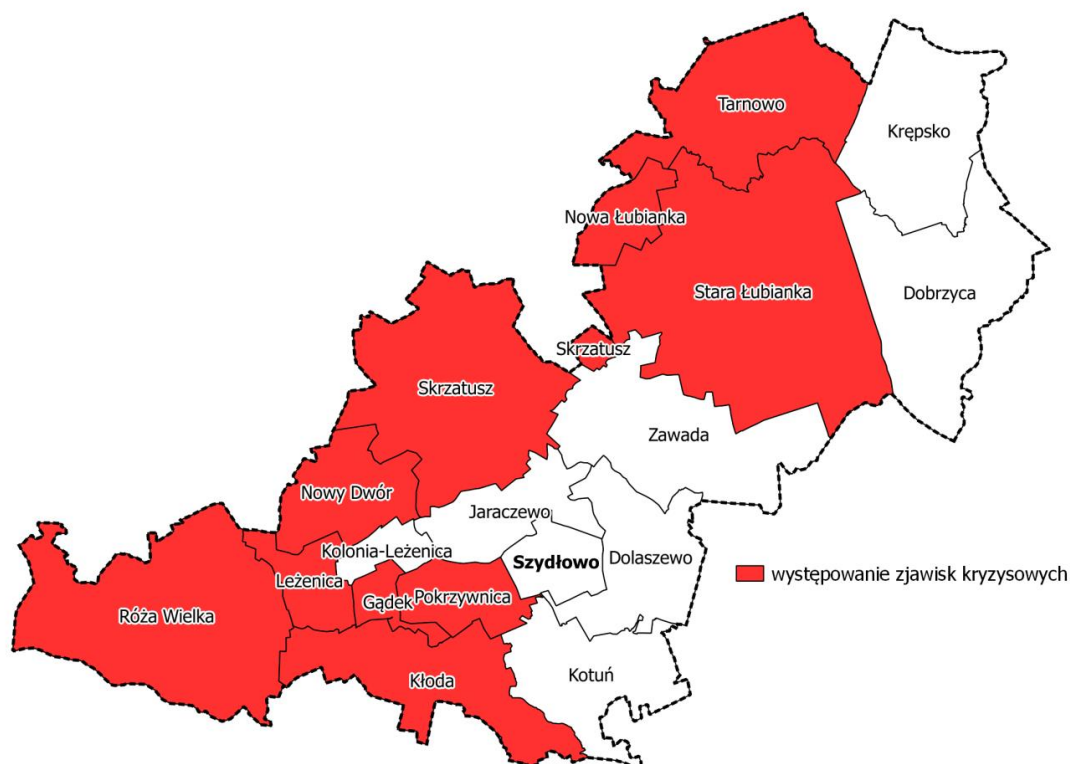 Tarnowo
Krępsko
Nowa Łubianka
Stara Łubianka
Dobrzyca
Skrzatusz
Skrzatusz
Zawada
Nowy Dwór
Jaraczewo
Kolonia-Leżenica
Szydłowo
Dolaszewo
Leżenica
Gądek
Pokrzywnica
Róża Wielka
Kotuń
Kłoda
występowanie zjawisk kryzysowych